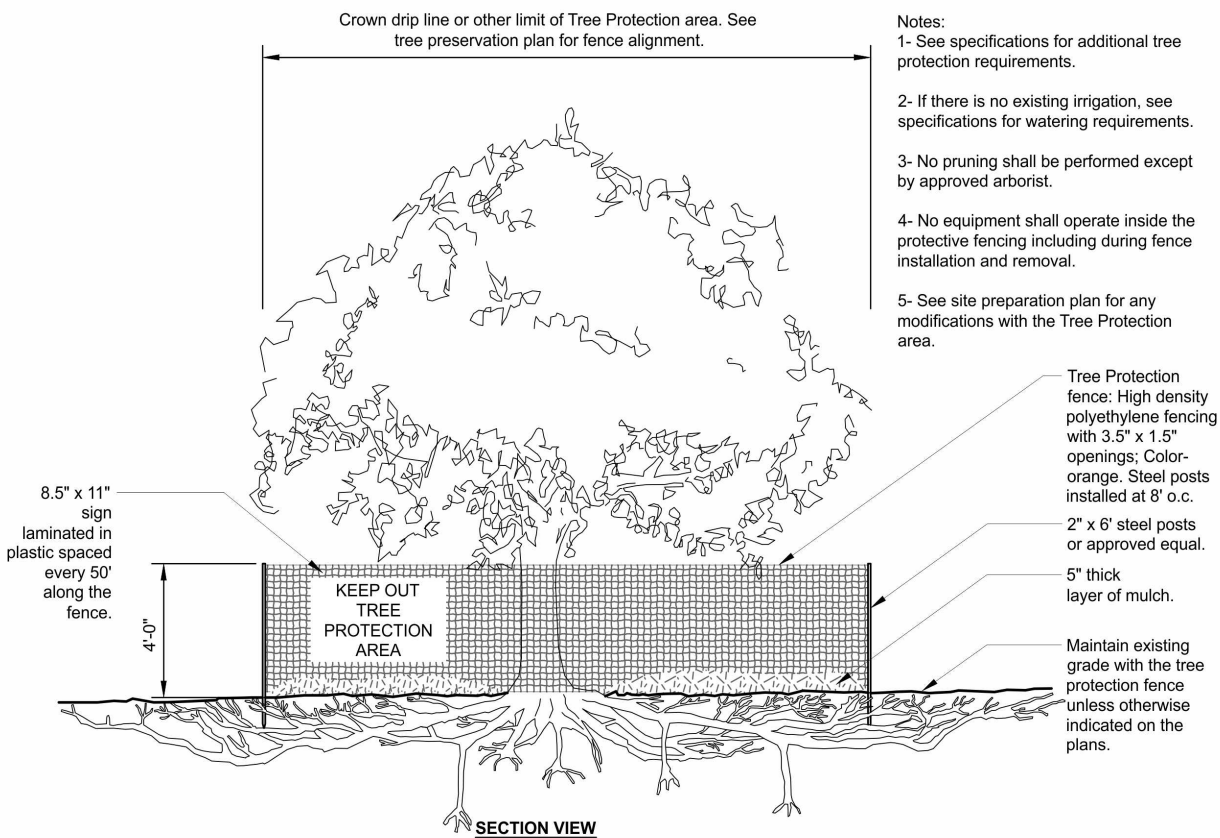 Crown drip line or other limit of Tree Protection area. See
tree preservation plan for fence alignment.
Notes:
1- See specifications for additional tree
protection requirements.
2- If there is no existing irrigation, see
specifications for watering requirements.
3- No pruning shall be performed except
by approved arborist.
4- No equipment shall operate inside the
protective fencing including during fence
installation and removal.
5- See site preparation plan for any
modifications with the Tree Protection
area.
Tree Protection
fence: High density
polyethylene fencing
with 3.5" x 1.5"
openings; Color-
orange. Steel posts
installed at 8' o.c.
2" x 6' steel posts
or approved equal.
5" thick
layer of mulch.
Maintain existing
grade with the tree
protection fence
unless otherwise
indicated on the
plans.
8.5" x 11"
sign
laminated in
plastic spaced
every 50'
along the
fence.
4'-0"
KEEP OUT
TREE
PROTECTION
AREA
SECTION VIEW